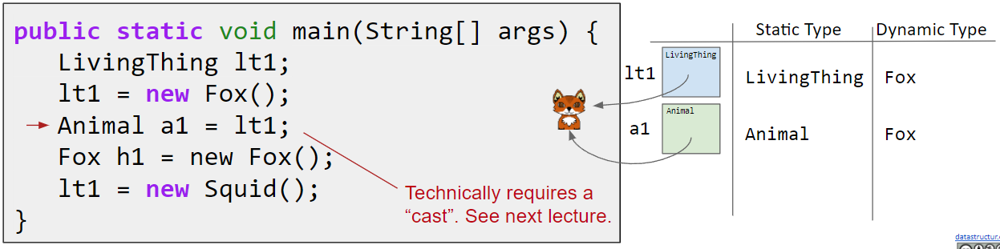 public static void main(String[] args) {
LivingThing lt1;
lt1 = new Fox();
Animal a1 = lt1;
Fox h1 = new Fox();
lt1 = new Squid();
}
Technically requires a
“cast”. See next lecture.
Static Type Dynamic Type
lt1 LivingThing LivingThing Fox
a1 Animal Animal Fox